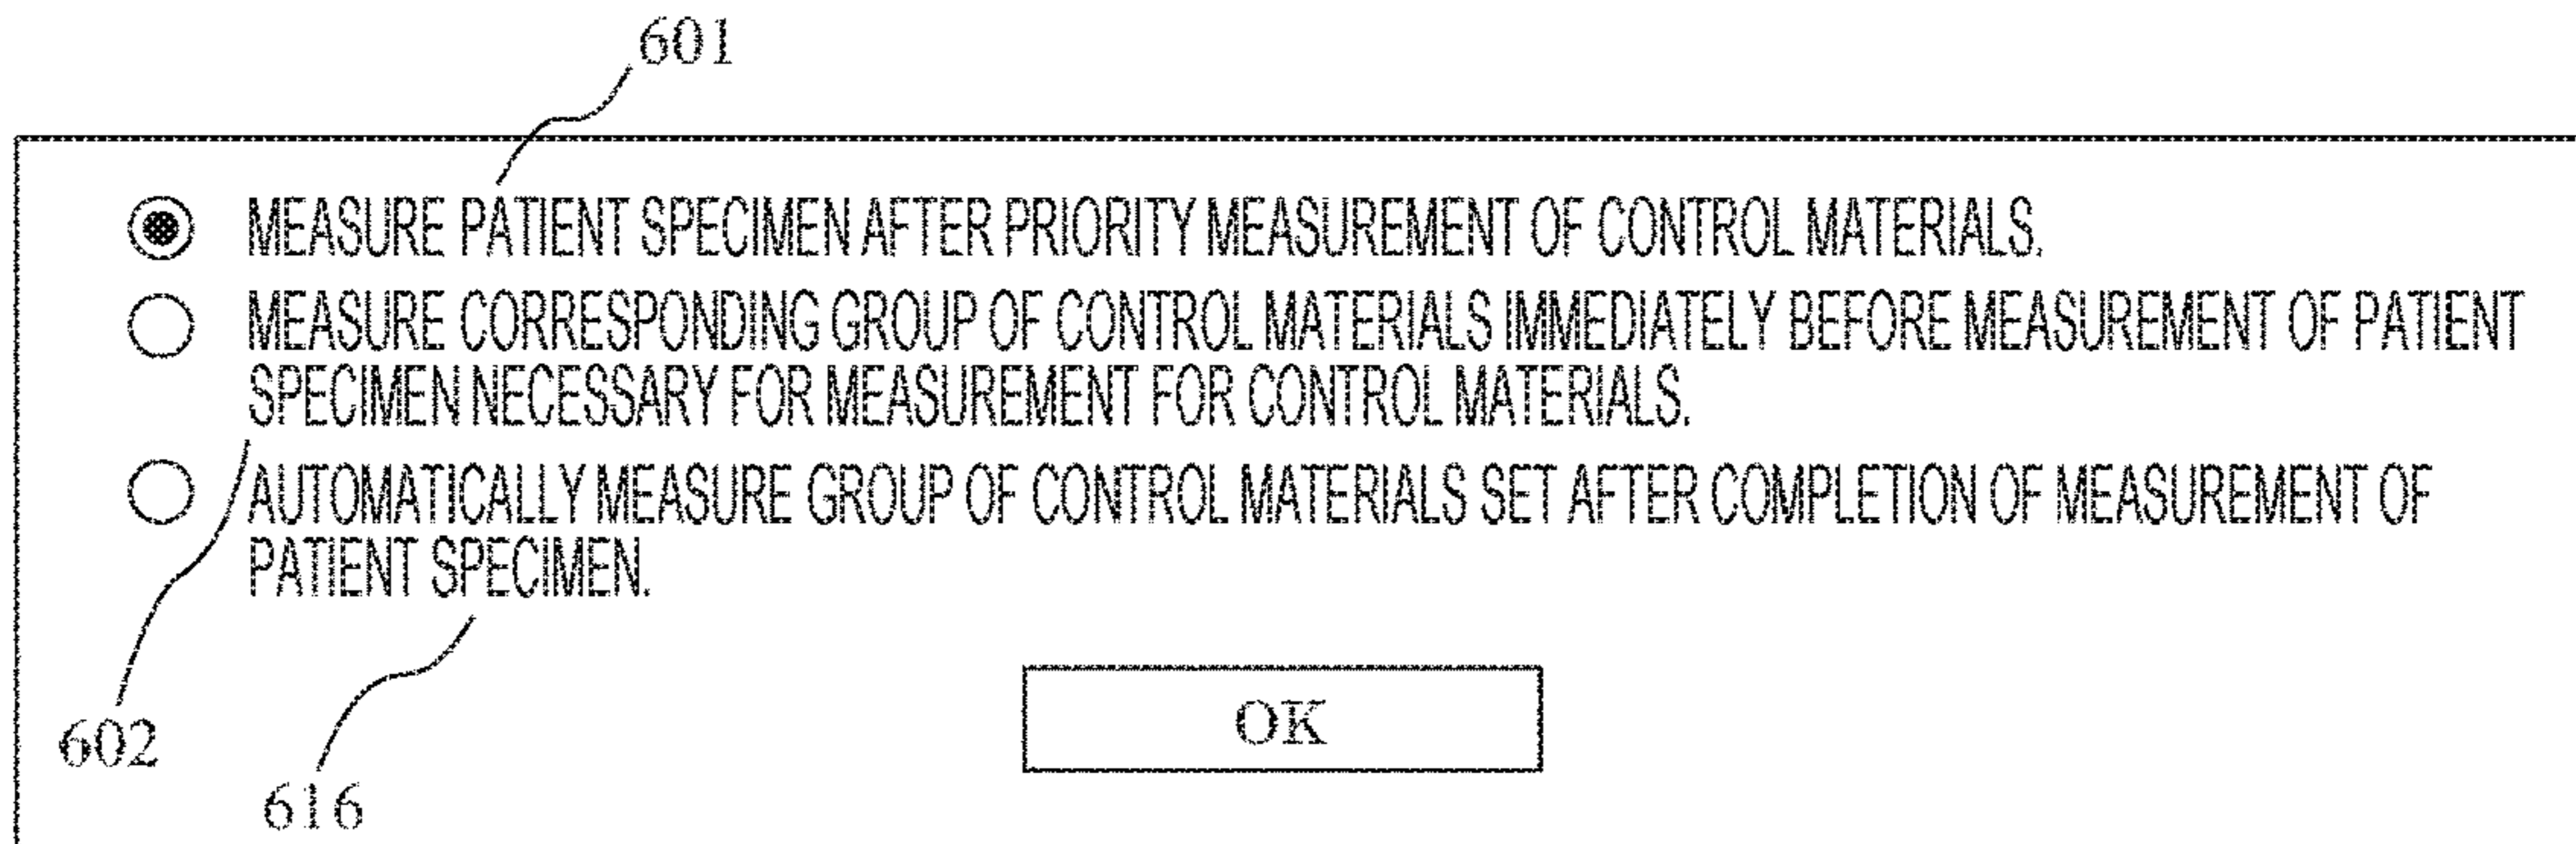 601
MEASURE PATIENT SPECIMEN AFTER PRIORITY MEASUREMENT OF CONTROL MATERIALS.
MEASURE CORRESPONDING GROUP OF CONTROL MATERIALS IMMEDIATELY BEFORE MEASUREMENT OF PATIENT
SPECIMEN NECESSARY FOR MEASUREMENT FOR CONTROL MATERIALS.
AUTOMATICALLY MEASURE GROUP OF CONTROL MATERIALS SET AFTER COMPLETION OF MEASUREMENT OF
PATIENT SPECIMEN.
OK
602
616